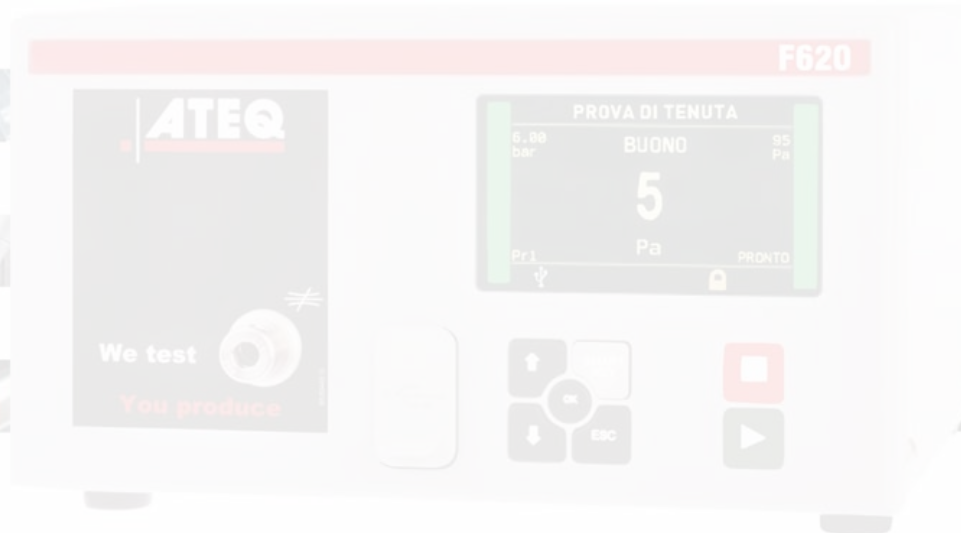 F620
ATEQ
PROVA DI TENUTA
6.00
bar
BUONO
95
Pa
5
Pa
Pr1
PRONTO
We test
You produce
OK
ESC